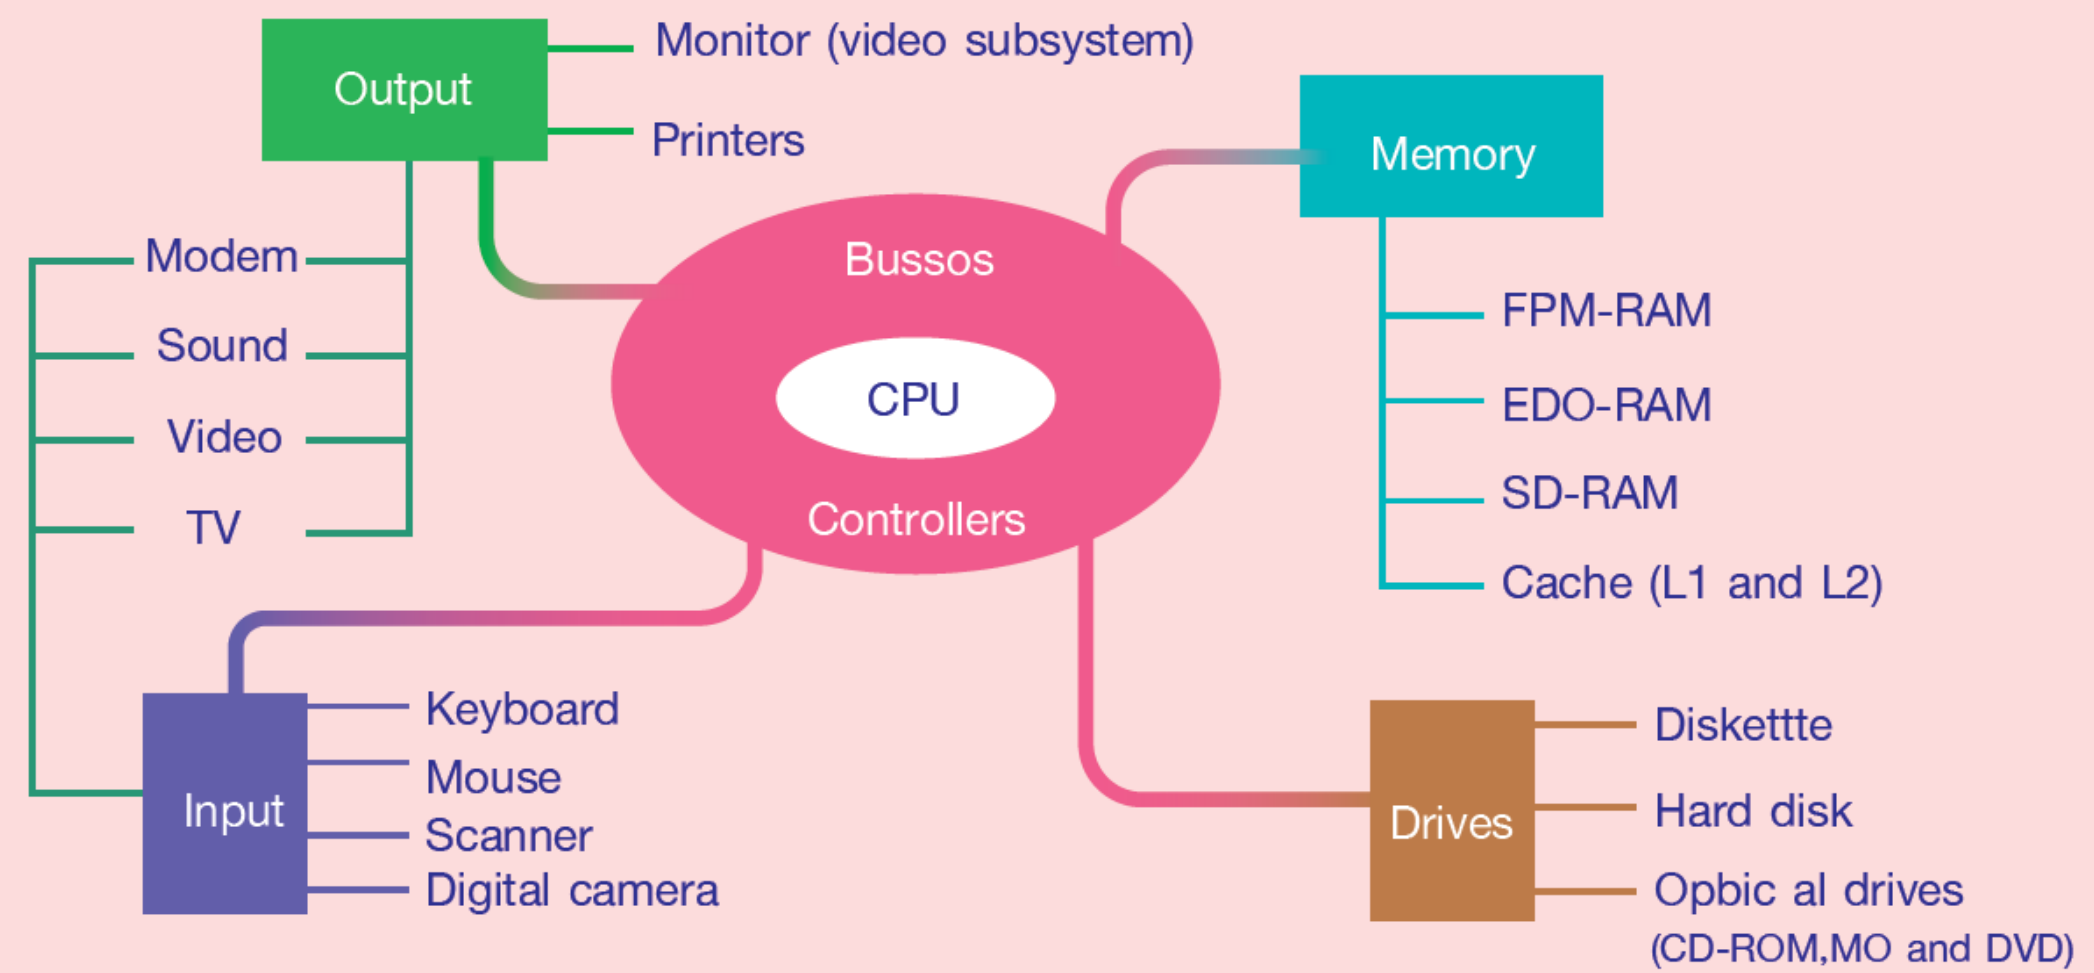 Output
Monitor (video subsystem)
Printers
Memory
Modem
Sound
Video
TV
Bussos
CPU
Controllers
FPM-RAM
EDO-RAM
SD-RAM
Cache (L1 and L2)
Input
Keyboard
Mouse
Scanner
Digital camera
Drives
Diskettte
Hard disk
Opbic al drives
(CD-ROM,MO and DVD)